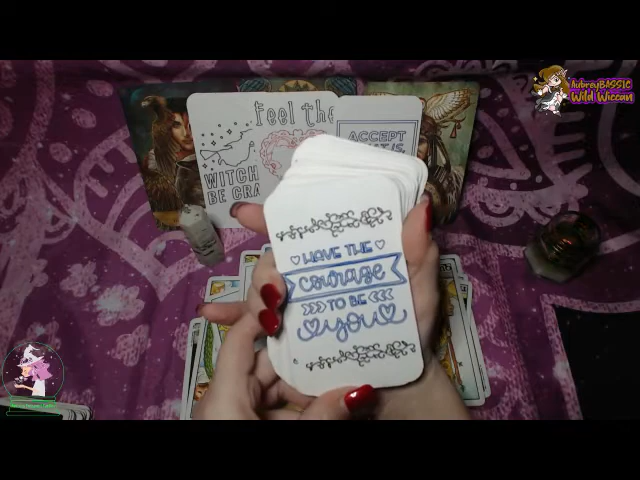 AubreyBASSIC
Wild Wiccan
Feel the
WITCH
BE CRA
ACCEPT
HAVE THE
courage
TO BE
you